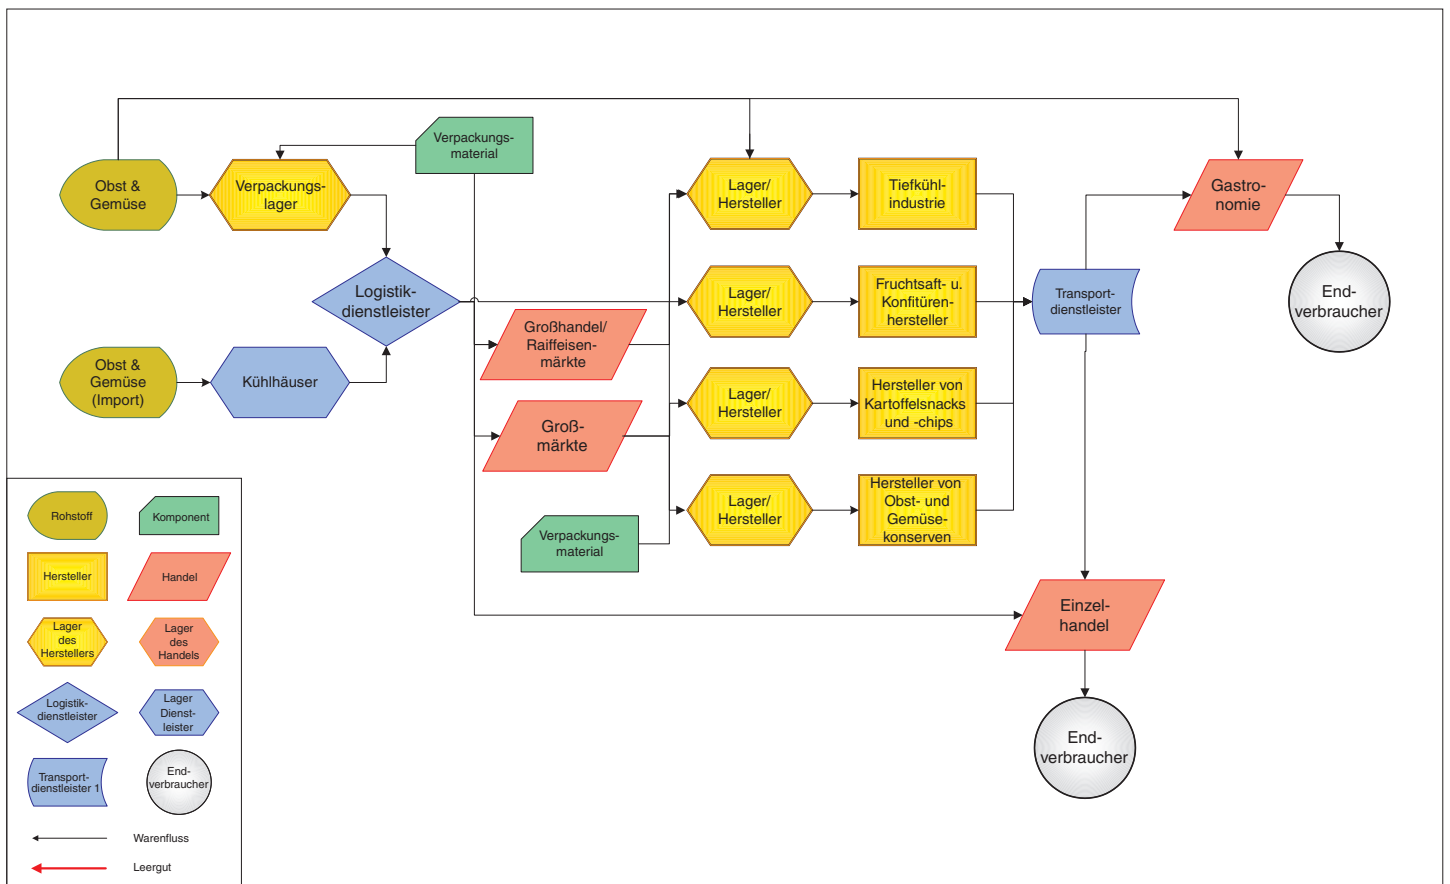 Verpackungs-
material
Obst &
Gemüse
Verpackungs-
lager
Lager/
Hersteller
Tiefkühl-
industrie
Gastro-
nomie
Logistik-
dienstleister
Lager/
Hersteller
Fruchtsaft- u.
Konfitüren-
hersteller
Transport-
dienstleister
End-
verbraucher
Großhandel/
Raiffeisen-
märkte
Obst &
Gemüse
(Import)
Kühlhäuser
Lager/
Hersteller
Hersteller von
Kartoffelsnacks
und -chips
Groß-
märkte
Lager/
Hersteller
Hersteller von
Obst- und
Gemüse-
konserven
Verpackungs-
material
Einzel-
handel
End-
verbraucher
Rohstoff
Komponent
Hersteller
Handel
Lager
des
Herstellers
Lager
des
Handels
Logistik-
dienstleister
Lager
Dienst-
leister
Transport-
dienstleister 1
End-
verbraucher
Warenfluss
Leergut